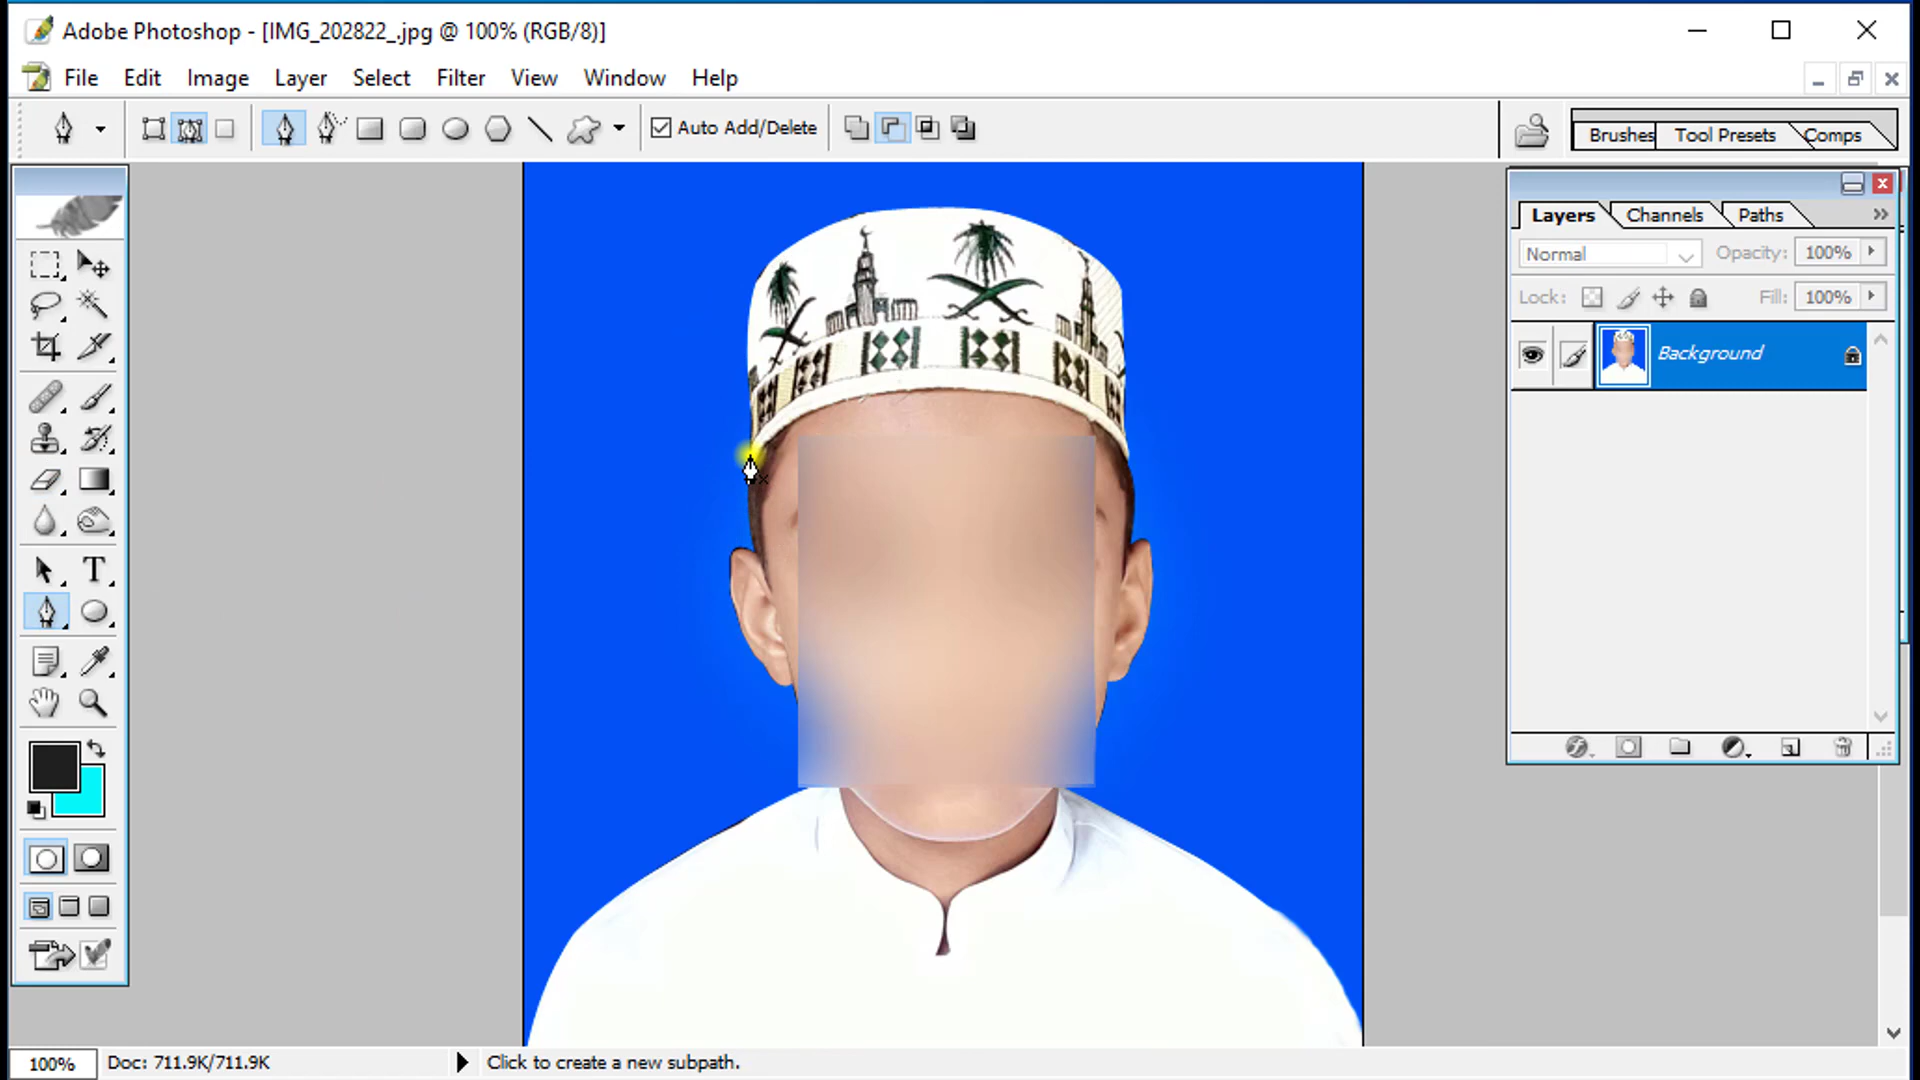 Adobe Photoshop - [IMG_202822_.jpg @ 100% (RGB/8)]
File Edit Image Layer Select Filter View Window Help
Auto Add/Delete
Brushes Tool Presets Comps
Layers Channels Paths
Normal Opacity: 100%
Lock: Fill: 100%
Background
100% Doc: 711.9K/711.9K Click to create a new subpath.